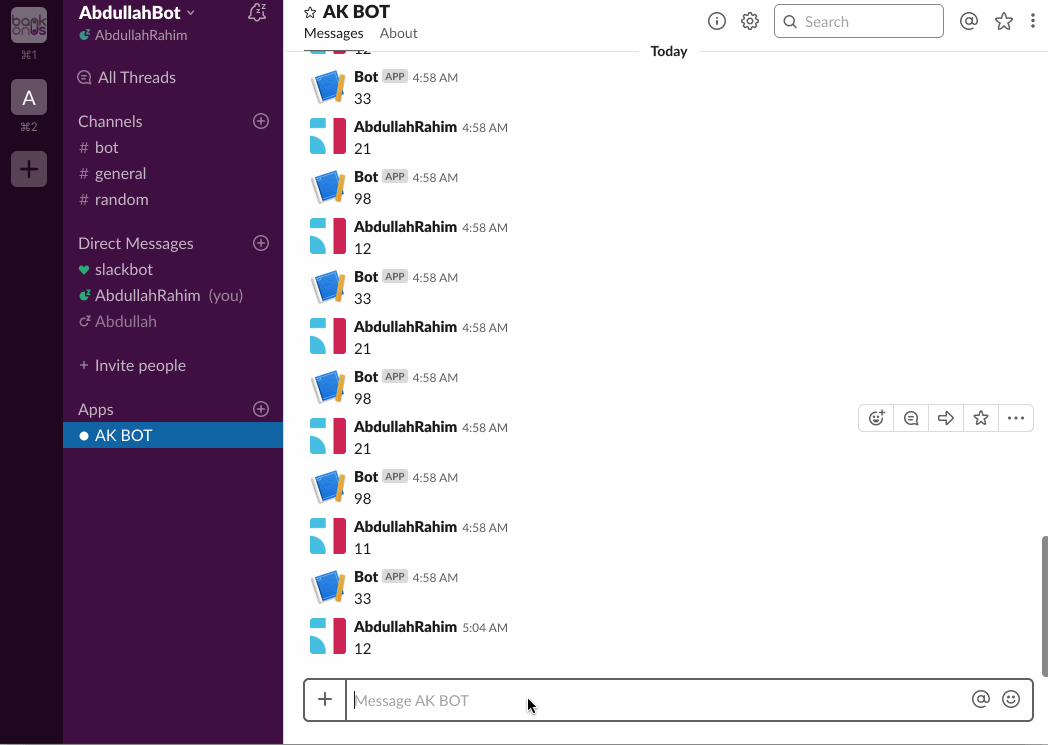 bank
onus
⌘1
A
⌘2
AbdullahBot
AbdullahRahim
All Threads
Channels
# bot
# general
# random
Direct Messages
slackbot
AbdullahRahim (you)
Abdullah
+ Invite people
Apps
AK BOT
AK BOT
Messages About
Search
Today
12
Bot APP 4:58 AM
33
AbdullahRahim 4:58 AM
21
Bot APP 4:58 AM
98
AbdullahRahim 4:58 AM
12
Bot APP 4:58 AM
33
AbdullahRahim 4:58 AM
21
Bot APP 4:58 AM
98
AbdullahRahim 4:58 AM
21
Bot APP 4:58 AM
98
AbdullahRahim 4:58 AM
11
Bot APP 4:58 AM
33
AbdullahRahim 5:04 AM
12
Message AK BOT